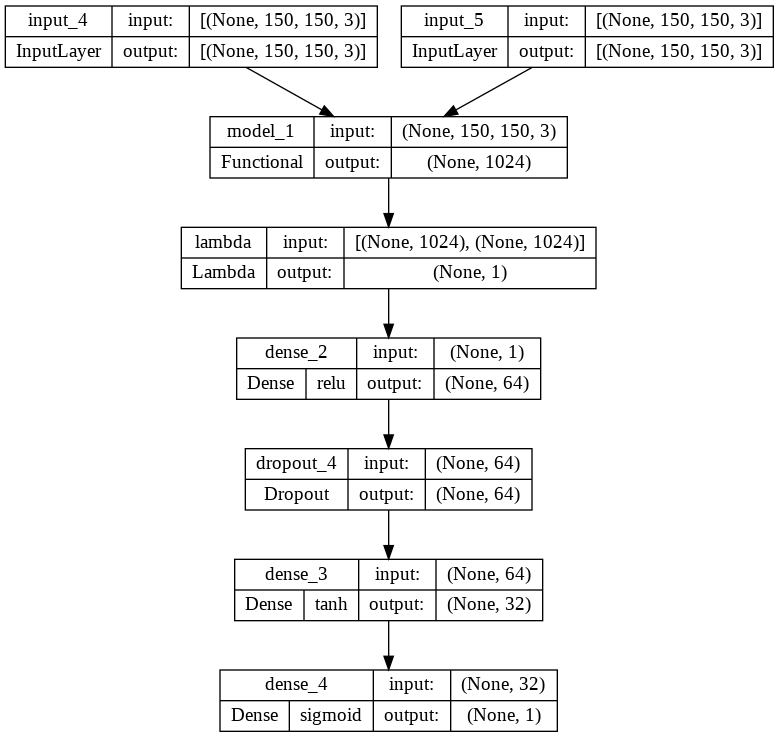 input_4 input: [(None, 150, 150, 3)] input_5 input: [(None, 150, 150, 3)]
InputLayer output: [(None, 150, 150, 3)] InputLayer output: [(None, 150, 150, 3)]
model_1 input: (None, 150, 150, 3)
Functional output: (None, 1024)
lambda input: [(None, 1024), (None, 1024)]
Lambda output: (None, 1)
dense_2 input: (None, 1)
Dense relu output: (None, 64)
dropout_4 input: (None, 64)
Dropout output: (None, 64)
dense_3 input: (None, 64)
Dense tanh output: (None, 32)
dense_4 input: (None, 32)
Dense sigmoid output: (None, 1)